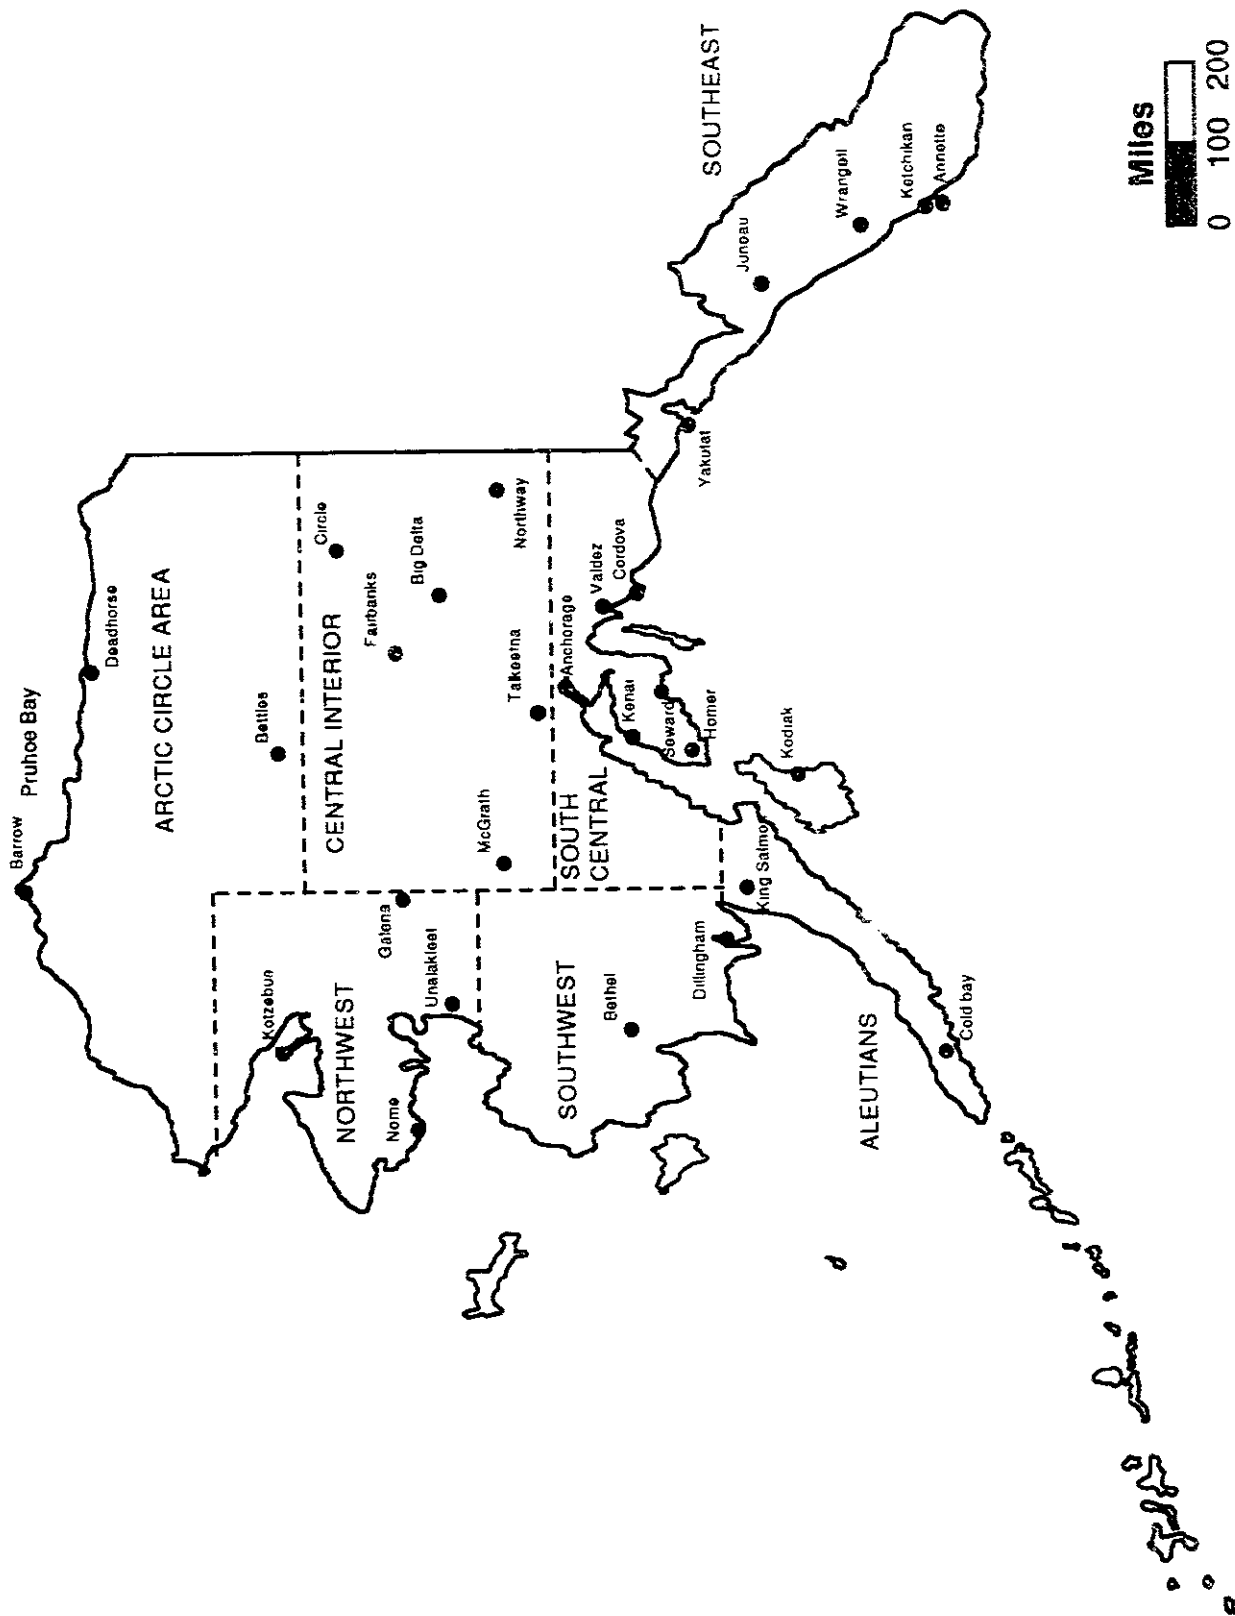 Barrow
Pruhoe Bay
Deadhorse
ARCTIC CIRCLE AREA
Bettles
Kotzebue
NORTHWEST
Nome
Galena
Unalakleet
CENTRAL INTERIOR
Circle
Fairbanks
Big Delta
Northway
McGrath
Talkeetna
SOUTHWEST
Bethel
Dillingham
SOUTH
CENTRAL
Anchorage
Valdez
Cordova
Kenai
Seward
Homer
Kodiak
King Salmo
ALEUTIANS
Cold bay
Yakutat
SOUTHEAST
Juneau
Wrangell
Ketchikan
Annette
Miles
0 100 200